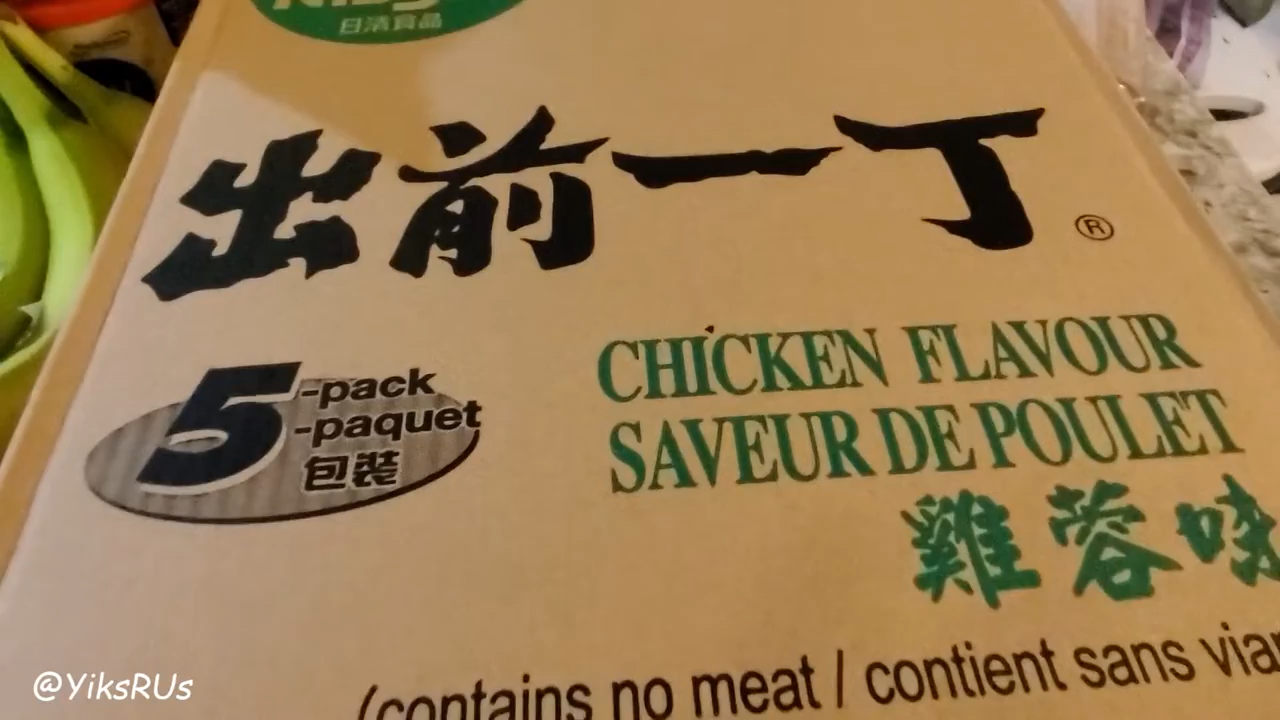 日清食品
出前一丁
®
5-pack
-paquet
包裝
CHICKEN FLAVOUR
SAVEUR DE POULET
雞蓉味
(contains no meat / contient sans
@YiksRUs